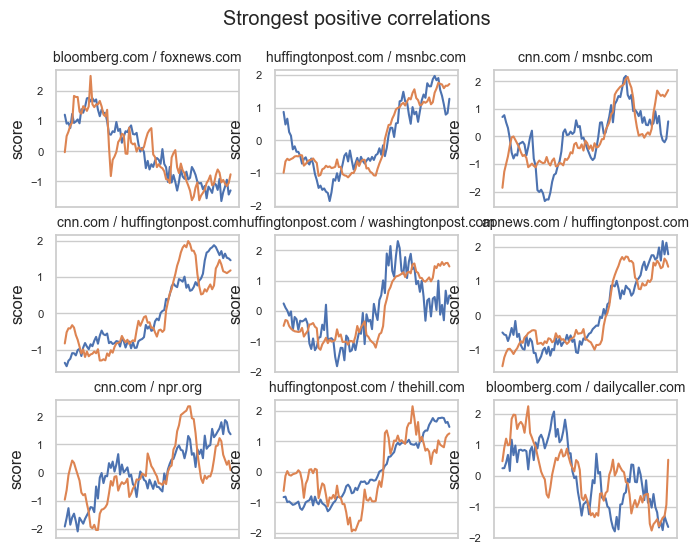 Strongest positive correlations
bloomberg.com / foxnews.com
huffingtonpost.com / msnbc.com
cnn.com / msnbc.com
score
2
1
0
−1
score
2
1
0
−1
−2
score
2
1
0
−1
−2
cnn.com / huffingtonpost.com
huffingtonpost.com / washingtonpost.com
apnews.com / huffingtonpost.com
score
2
1
0
−1
score
2
1
0
−1
−2
score
2
1
0
−1
cnn.com / npr.org
huffingtonpost.com / thehill.com
bloomberg.com / dailycaller.com
score
2
1
0
−1
−2
score
2
1
0
−1
−2
score
2
1
0
−1
−2